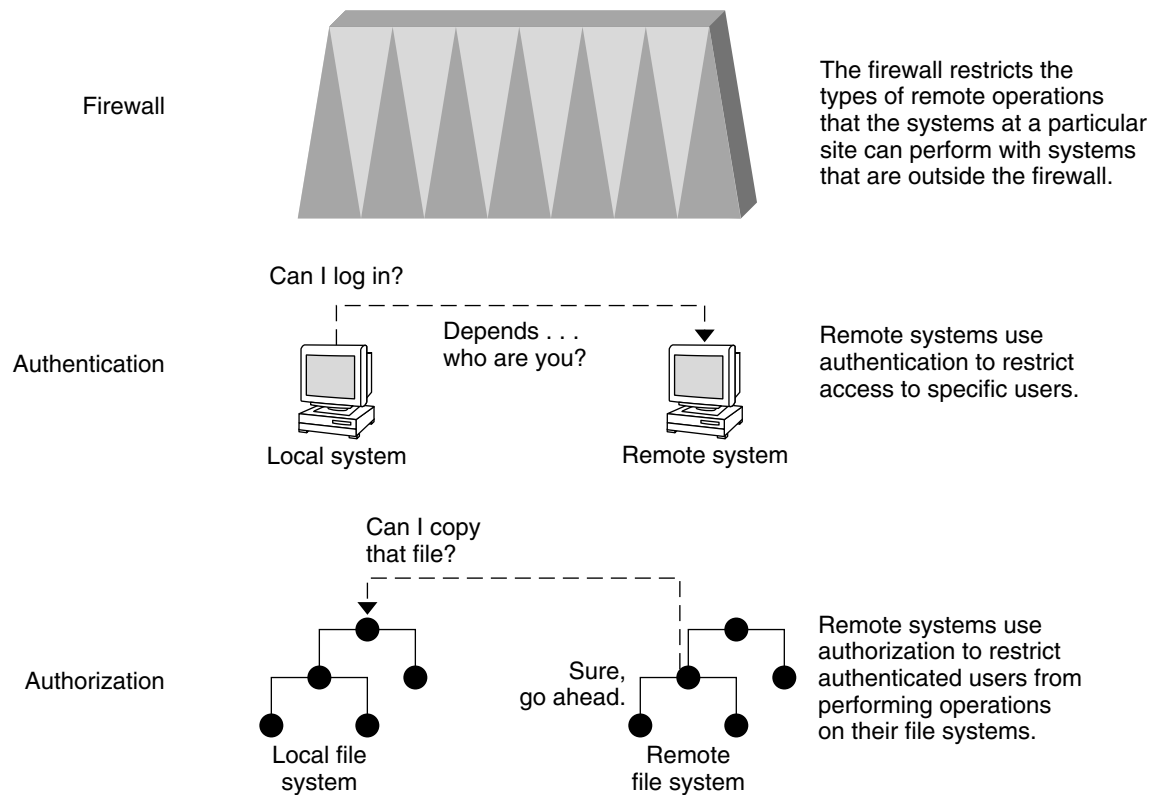 Firewall
The firewall restricts the
types of remote operations
that the systems at a particular
site can perform with systems
that are outside the firewall.
Can I log in?
Depends . . .
who are you?
Authentication
Local system
Remote system
Remote systems use
authentication to restrict
access to specific users.
Can I copy
that file?
Authorization
Sure,
go ahead.
Local file
system
Remote
file system
Remote systems use
authorization to restrict
authenticated users from
performing operations
on their file systems.